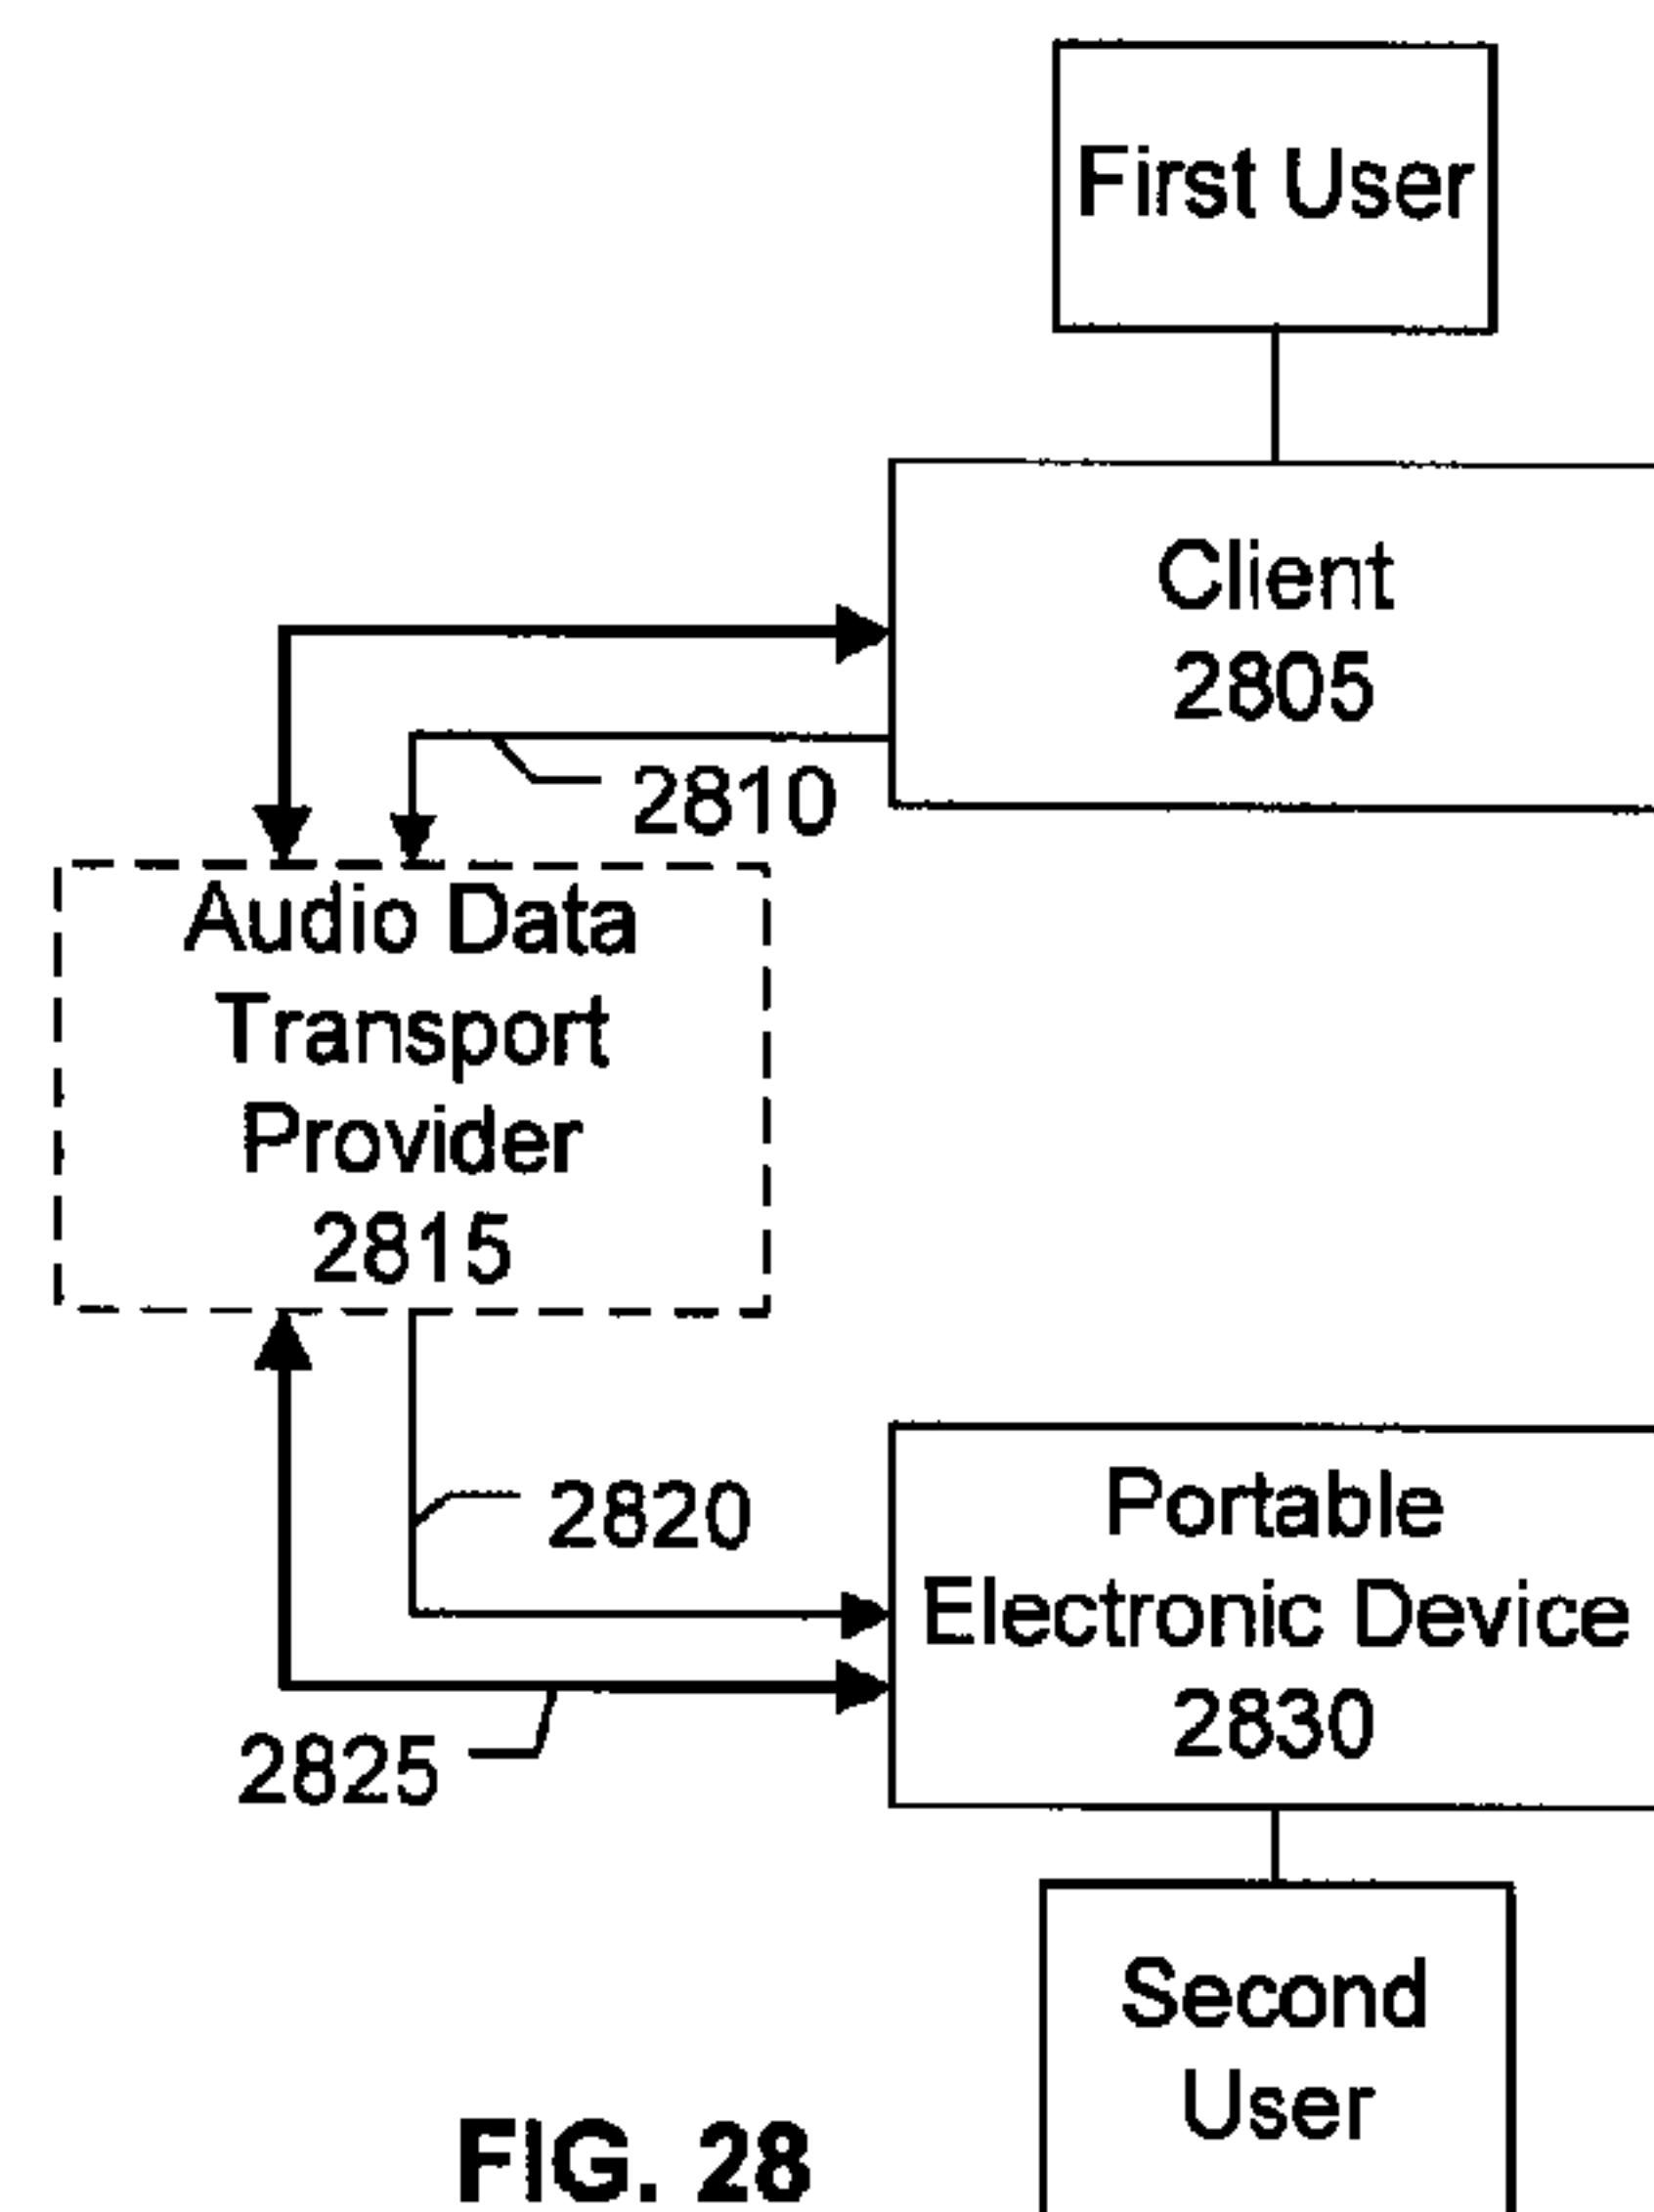 First User
Client
2805
2810
Audio Data
Transport
Provider
2815
2820
Portable
Electronic Device
2830
2825
Second
User
FIG. 28